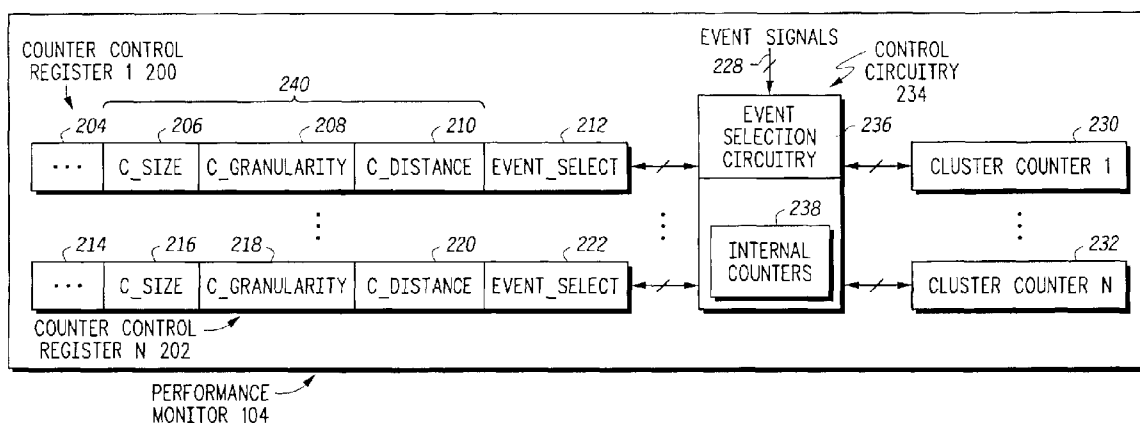 COUNTER CONTROL
REGISTER 1 200
240
EVENT SIGNALS
228
CONTROL
CIRCUITRY
234
204 206 208 210 212
... C_SIZE C_GRANULARITY C_DISTANCE EVENT_SELECT
EVENT
SELECTION
CIRCUITRY
236
230
CLUSTER COUNTER 1
214 216 218 220 222
... C_SIZE C_GRANULARITY C_DISTANCE EVENT_SELECT
238
INTERNAL
COUNTERS
232
CLUSTER COUNTER N
COUNTER CONTROL
REGISTER N 202
PERFORMANCE
MONITOR 104